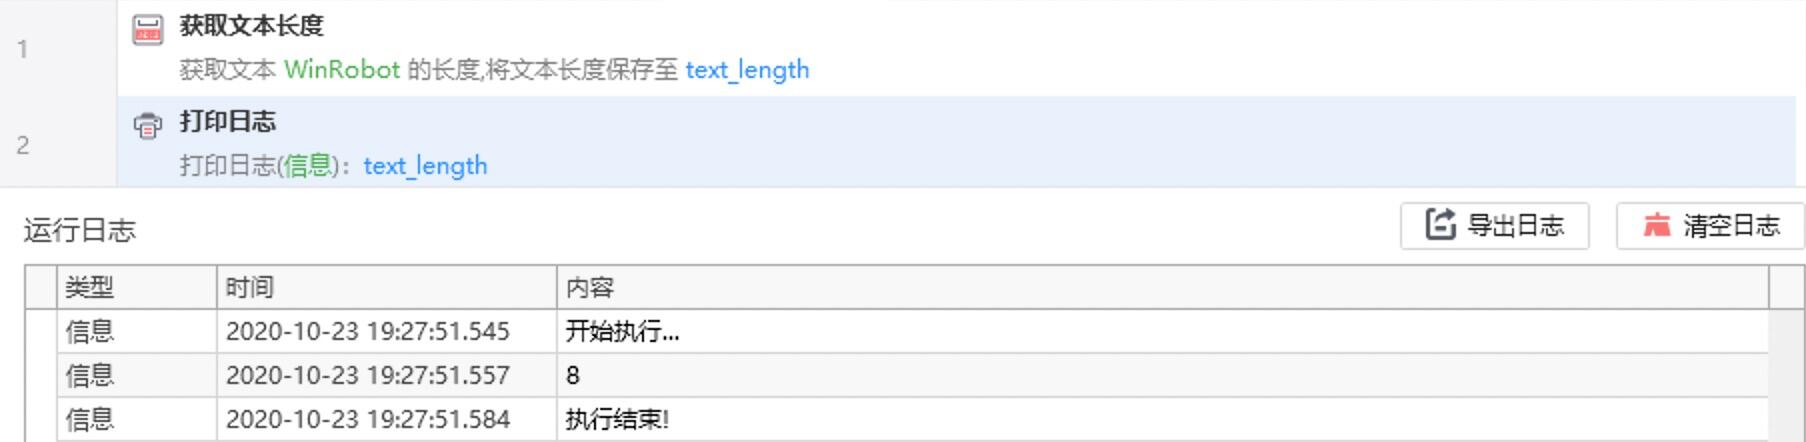 1
获取文本长度
获取文本 WinRobot 的长度,将文本长度保存至 text_length
2
打印日志
打印日志(信息)： text_length
运行日志
导出日志
清空日志
类型 时间 内容
信息 2020-10-23 19:27:51.545 开始执行...
信息 2020-10-23 19:27:51.557 8
信息 2020-10-23 19:27:51.584 执行结束!